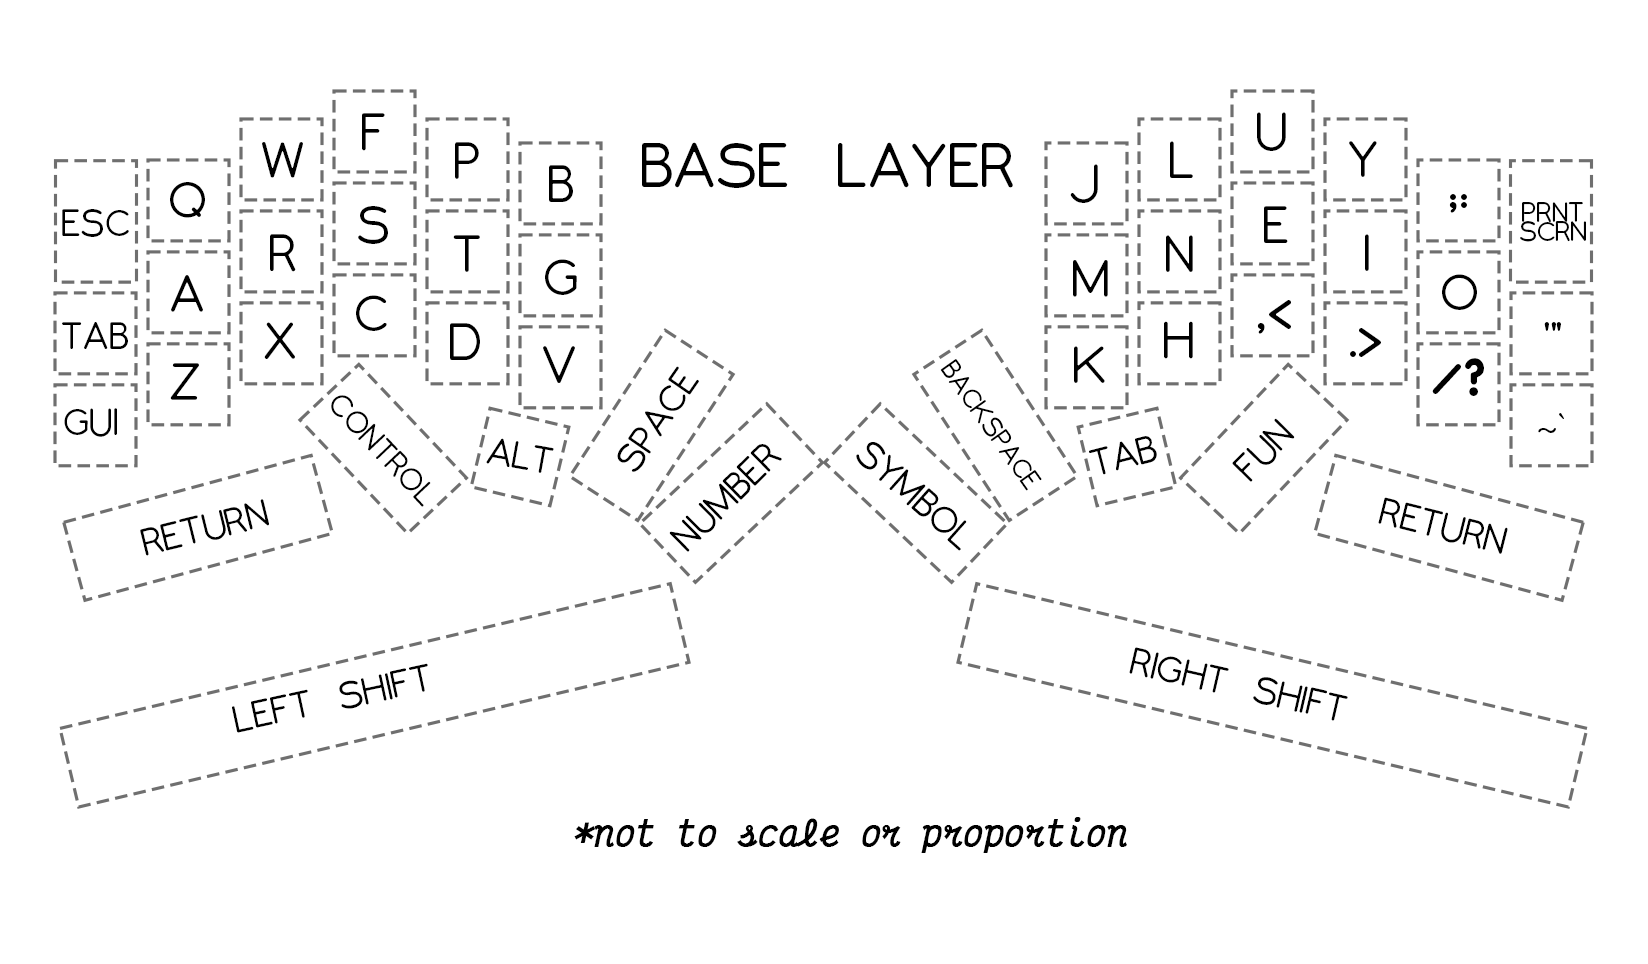 BASE LAYER
F U
W P L Y
Q B J ;:
ESC PRNT
SCRN
S E
R T N I
A G M O
TAB '"
C ,<
X D H .>
Z V K /?
GUI ~`
CONTROL ALT SPACE BACKSPACE TAB FUN
RETURN NUMBER SYMBOL RETURN
LEFT SHIFT RIGHT SHIFT
*not to scale or proportion